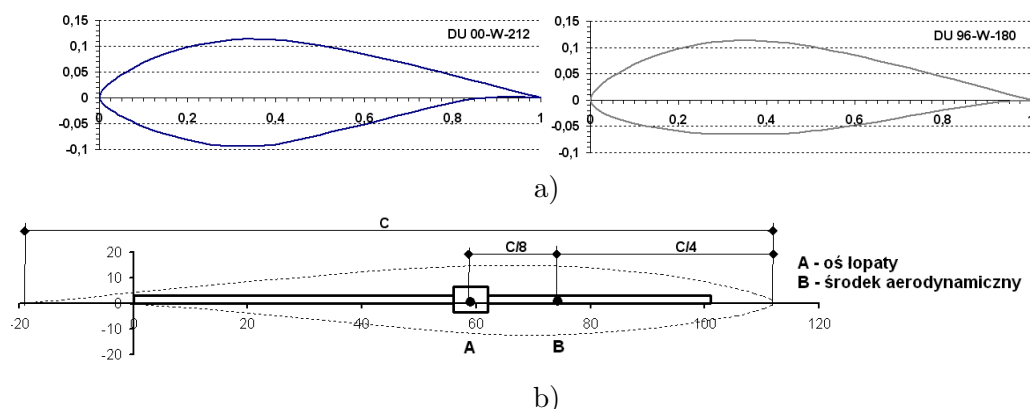 0,15
0,1
0,05
0
-0,05
-0,1
0 0,2 0,4 0,6 0,8 1
DU 00-W-212
0,15
0,1
0,05
0
-0,05
-0,1
0 0,2 0,4 0,6 0,8 1
DU 96-W-180
a)
C
C/8
C/4
20
10
0
-10
-20
-20 0 20 40 60 80 100 120
A
B
A - oś lopaty
B - środek aerodynamiczny
b)